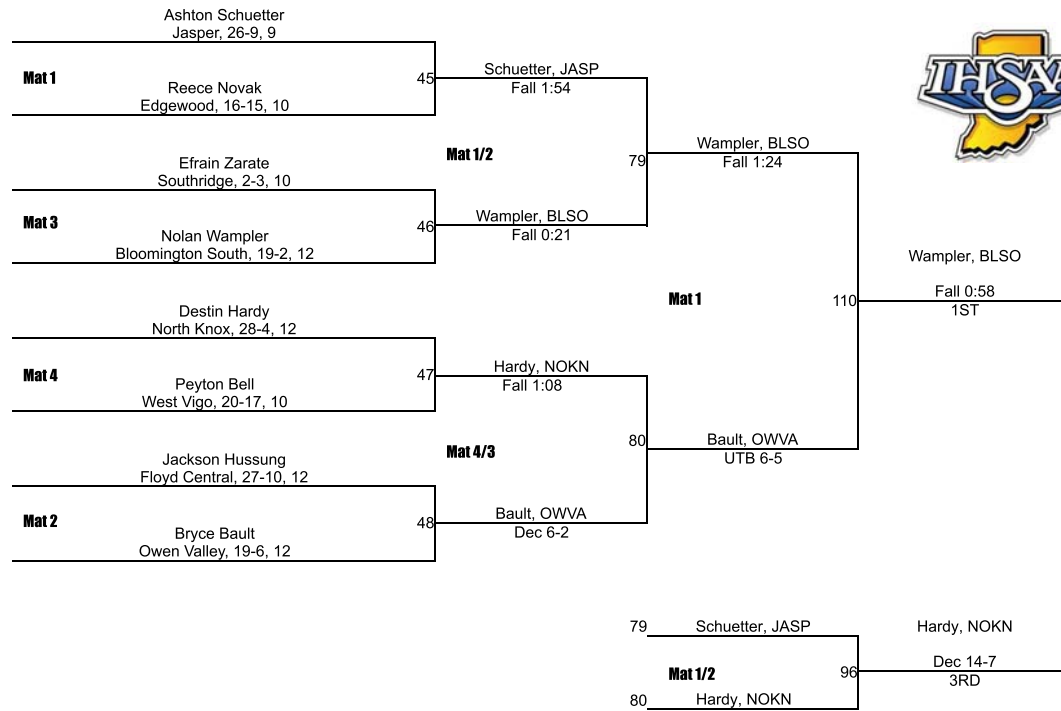 Ashton Schuetter
Jasper, 26-9, 9
Mat 1
Reece Novak
Edgewood, 16-15, 10
45
Schuetter, JASP
Fall 1:54
Efrain Zarate
Southridge, 2-3, 10
Mat 3
Nolan Wampler
Bloomington South, 19-2, 12
46
Wampler, BLSO
Fall 0:21
Mat 1/2
79
Wampler, BLSO
Fall 1:24
Destin Hardy
North Knox, 28-4, 12
Mat 4
Peyton Bell
West Vigo, 20-17, 10
47
Hardy, NOKN
Fall 1:08
Jackson Hussung
Floyd Central, 27-10, 12
Mat 2
Bryce Bault
Owen Valley, 19-6, 12
48
Bault, OWVA
Dec 6-2
Mat 4/3
80
Bault, OWVA
UTB 6-5
Mat 1
110
Wampler, BLSO
Fall 0:58
1ST
IHSAA
79
Schuetter, JASP
Mat 1/2
80
Hardy, NOKN
96
Hardy, NOKN
Dec 14-7
3RD